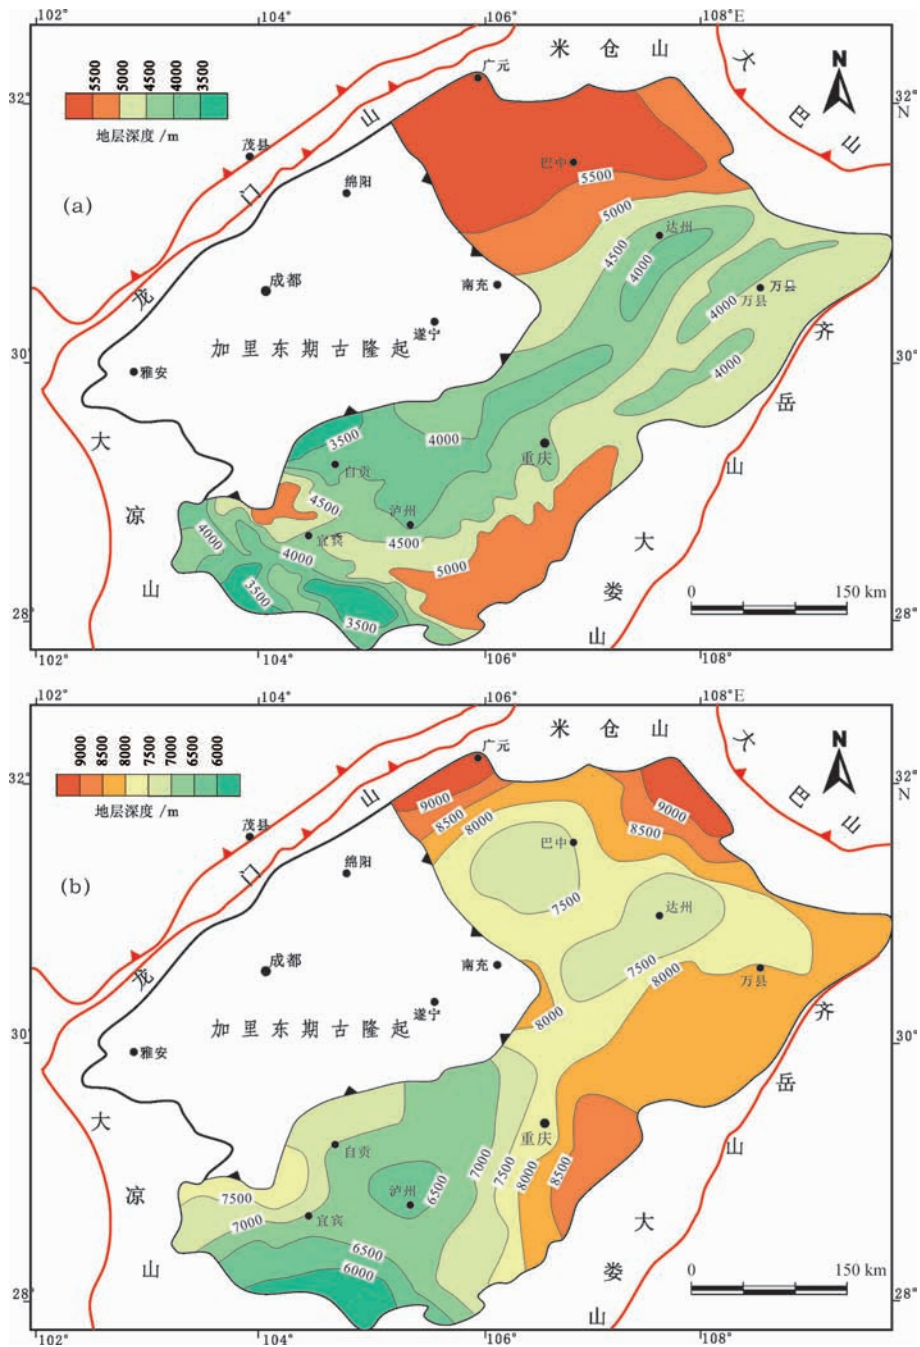 102° 104° 106° 108°E
米 仓 山
大巴山
广元
N
5500 5000 4500 4000 3500
地层深度 /m
32°
N
茂县
龙门山
绵阳
(a)
巴中
5500
5000
达州
4500
4000
成都
南充
万县
万县
4000
遂宁
齐岳山
加里东期古隆起
30°
30°
雅安
4000
大凉山
3500
4000
重庆
自贡
4500
泸州
大娄山
4000
宜宾
4500
4000
5000
0 150 km
3500
3500
28°
28°
102° 104° 106° 108°
102° 104° 106° 108°E
米 仓 山
大巴山
广元
N
9000 8500 8000 7500 7000 6500 6000
地层深度 /m
32°
32°
N
9000
9000
8500
8000
8500
茂县
龙门山
绵阳
(b)
巴中
7500
达州
成都
南充
7500
8000
万县
遂宁
8000
齐岳山
加里东期古隆起
30°
30°
雅安
大凉山
重庆
自贡
7000
7500
8000
8500
7500
泸州
6500
7000
宜宾
大娄山
6500
6000
0 150 km
28°
28°
102° 104° 106° 108°